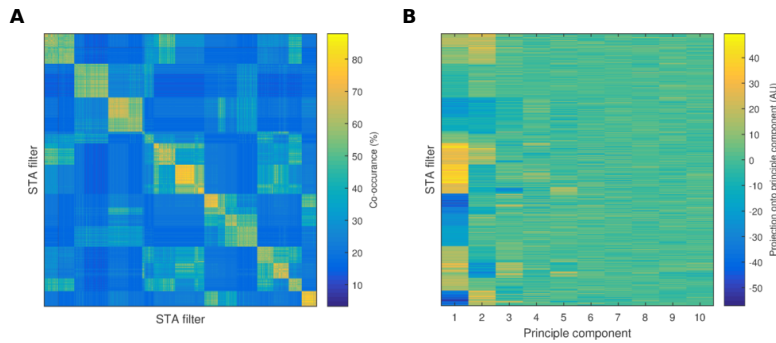 A
B
STA filter
STA filter
80
70
60
50
40
30
20
10
Co-occurance (%)
STA filter
1 2 3 4 5 6 7 8 9 10
Principle component
40
30
20
10
0
-10
-20
-30
-40
-50
Projection onto principle component (AU)